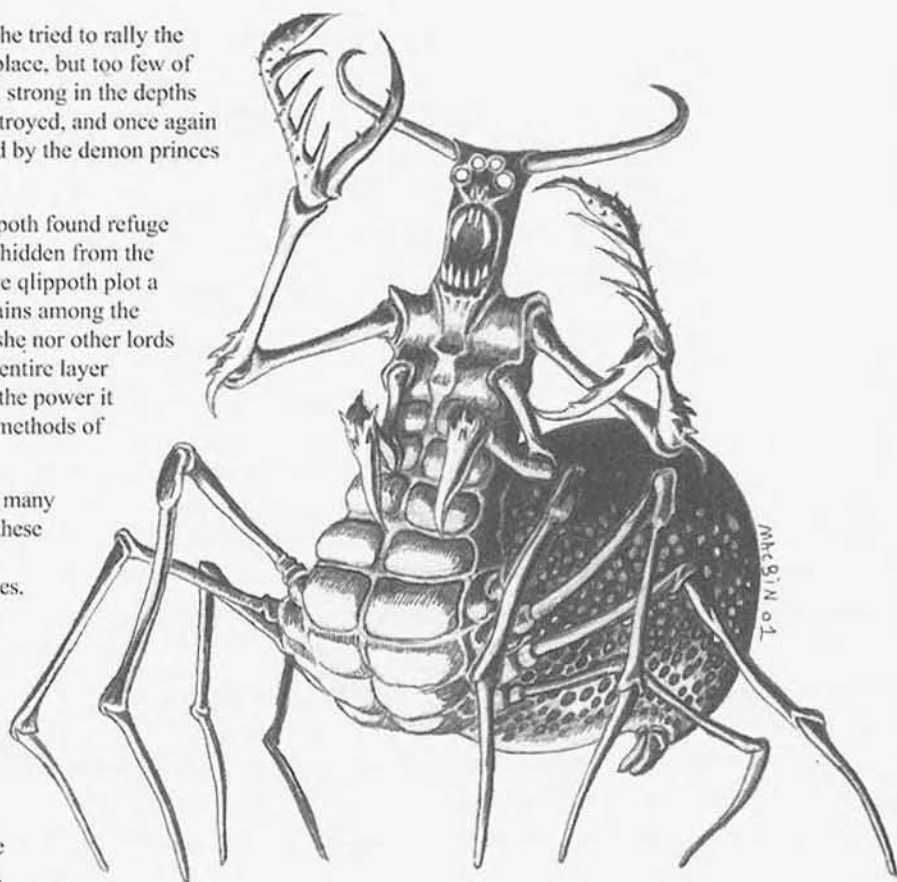 he tried to rally the
place, but too few of
strong in the depths
troyed, and once again
d by the demon princes
poth found refuge
hidden from the
e qlippoth plot a
ains among the
she nor other lords
entire layer
the power it
methods of
many
these
es.
e
MAcBiN 01